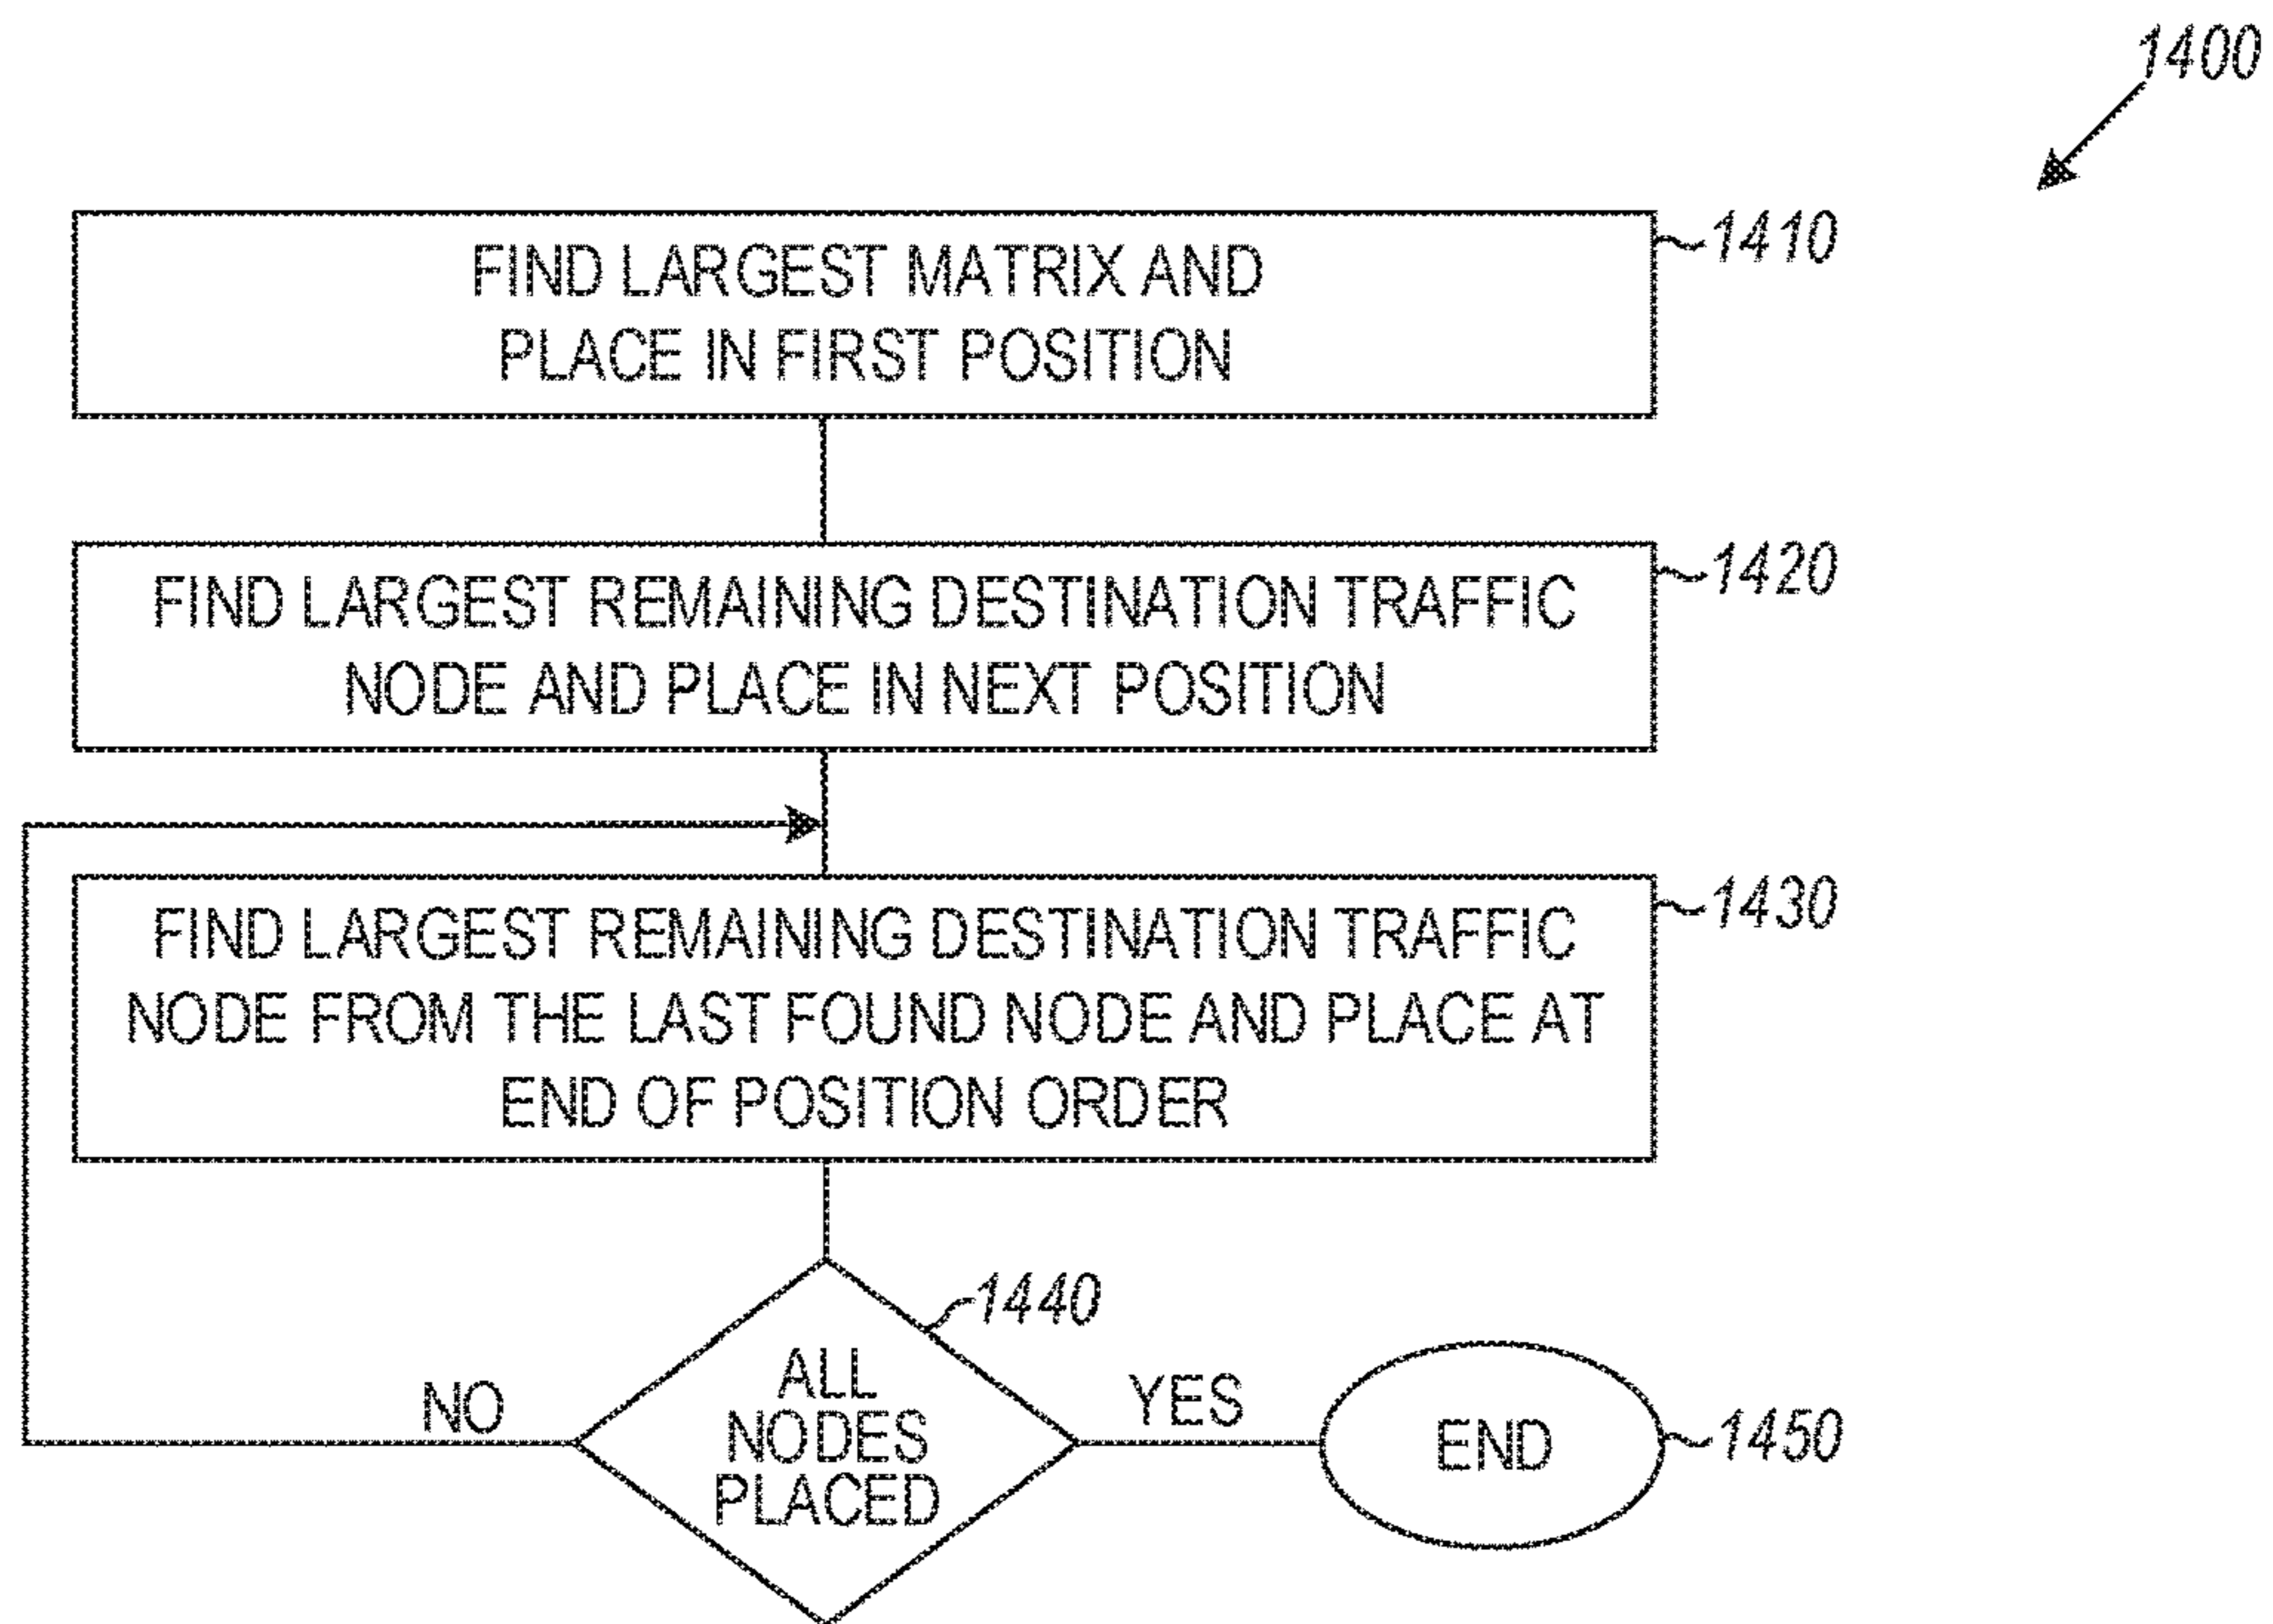 1400
FIND LARGEST MATRIX AND
PLACE IN FIRST POSITION
1410
FIND LARGEST REMAINING DESTINATION TRAFFIC
NODE AND PLACE IN NEXT POSITION
1420
FIND LARGEST REMAINING DESTINATION TRAFFIC
NODE FROM THE LAST FOUND NODE AND PLACE AT
END OF POSITION ORDER
1430
ALL
NODES
PLACED
1440
NO
YES
END
1450